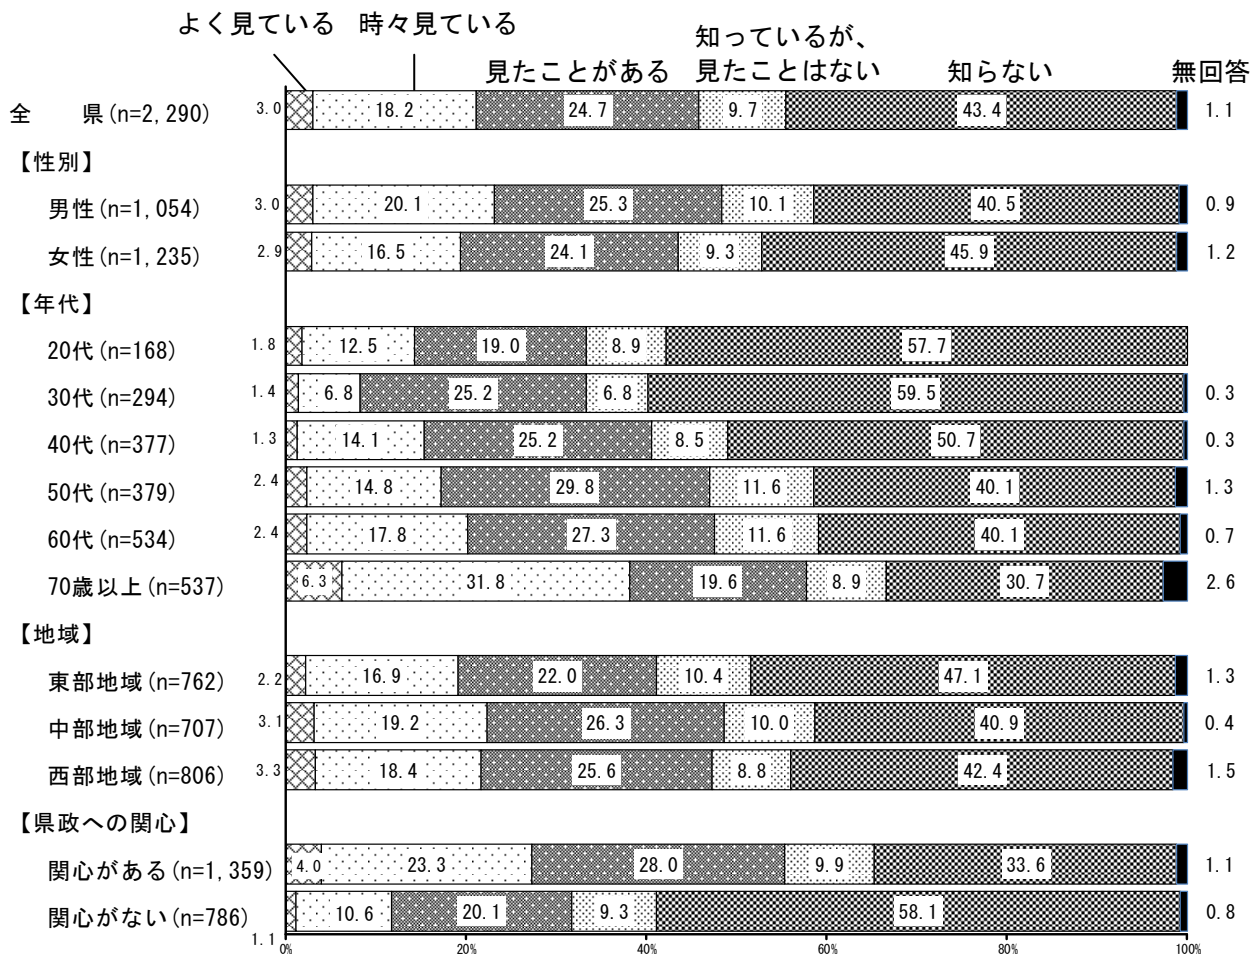 よく見ている 時々見ている 見たことがある 知っているが、見たことはない 知らない 無回答
全　県(n=2,290) 3.0 18.2 24.7 9.7 43.4 1.1
【性別】
男性(n=1,054) 3.0 20.1 25.3 10.1 40.5 0.9
女性(n=1,235) 2.9 16.5 24.1 9.3 45.9 1.2
【年代】
20代(n=168) 1.8 12.5 19.0 8.9 57.7
30代(n=294) 1.4 6.8 25.2 6.8 59.5 0.3
40代(n=377) 1.3 14.1 25.2 8.5 50.7 0.3
50代(n=379) 2.4 14.8 29.8 11.6 40.1 1.3
60代(n=534) 2.4 17.8 27.3 11.6 40.1 0.7
70歳以上(n=537) 6.3 31.8 19.6 8.9 30.7 2.6
【地域】
東部地域(n=762) 2.2 16.9 22.0 10.4 47.1 1.3
中部地域(n=707) 3.1 19.2 26.3 10.0 40.9 0.4
西部地域(n=806) 3.3 18.4 25.6 8.8 42.4 1.5
【県政への関心】
関心がある(n=1,359) 4.0 23.3 28.0 9.9 33.6 1.1
関心がない(n=786) 1.1 10.6 20.1 9.3 58.1 0.8
0% 20% 40% 60% 80% 100%